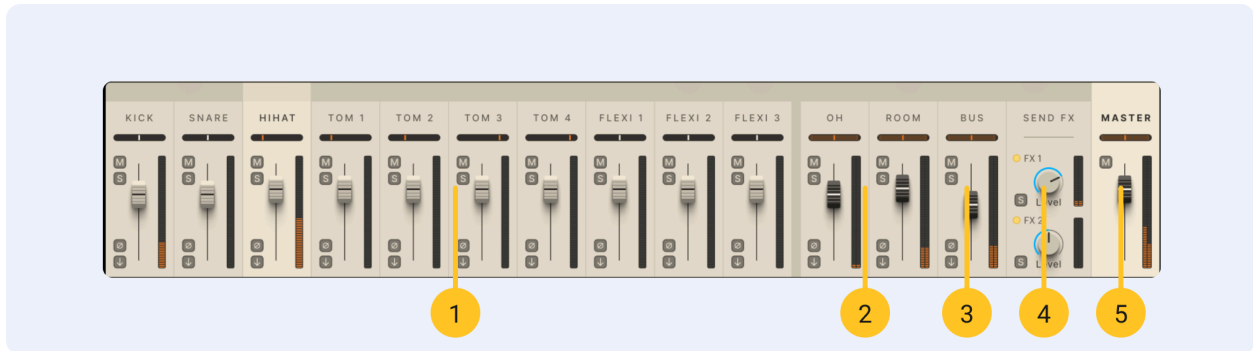 KICK SNARE HIHAT TOM 1 TOM 2 TOM 3 TOM 4 FLEXI 1 FLEXI 2 FLEXI 3 OH ROOM BUS SEND FX MASTER
M M M M M M M M M M M M M FX 1 M
S S S S S S S S S S S S S
S Level
Ø Ø Ø Ø Ø Ø Ø Ø Ø Ø Ø Ø Ø FX 2
↓ ↓ ↓ ↓ ↓ ↓ ↓ ↓ ↓ ↓ ↓ ↓ ↓ S Level
1 2 3 4 5